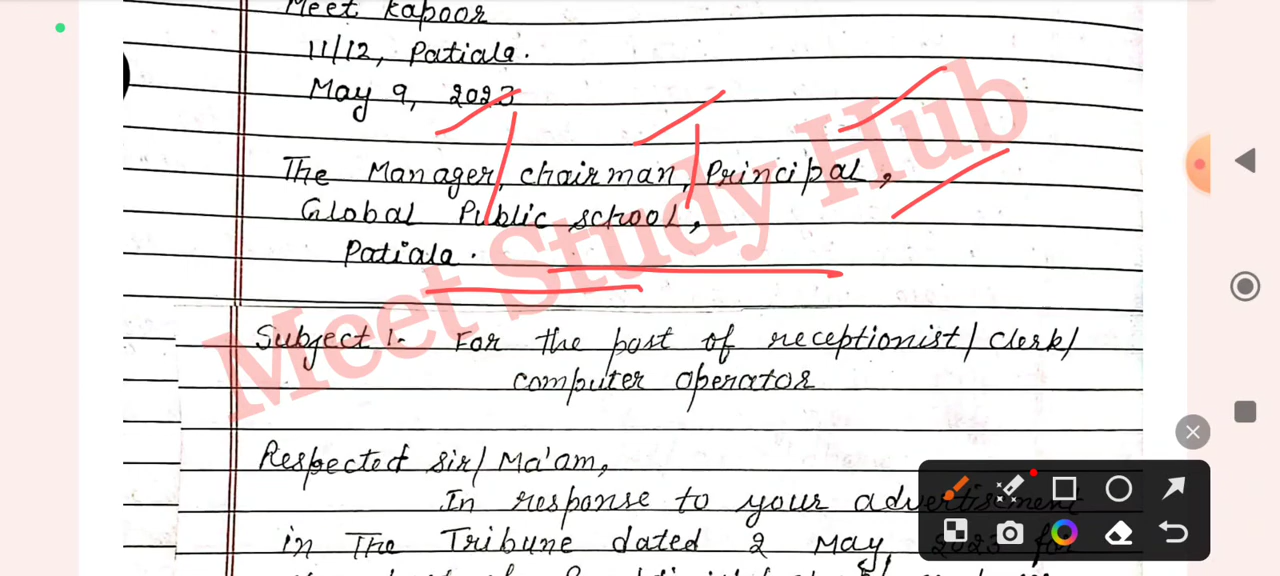 Meet Kapoor
11/12, Patiala.
May 9, 2023
The Manager, chairman, Principal,
Global Public school,
Patiala.
Meet Study Hub
Subject :- For the post of receptionist/ clerk/
computer operator
Respected sir/ Ma'am,
In response to your advertisement
in The Tribune dated 2 May, 2023 for